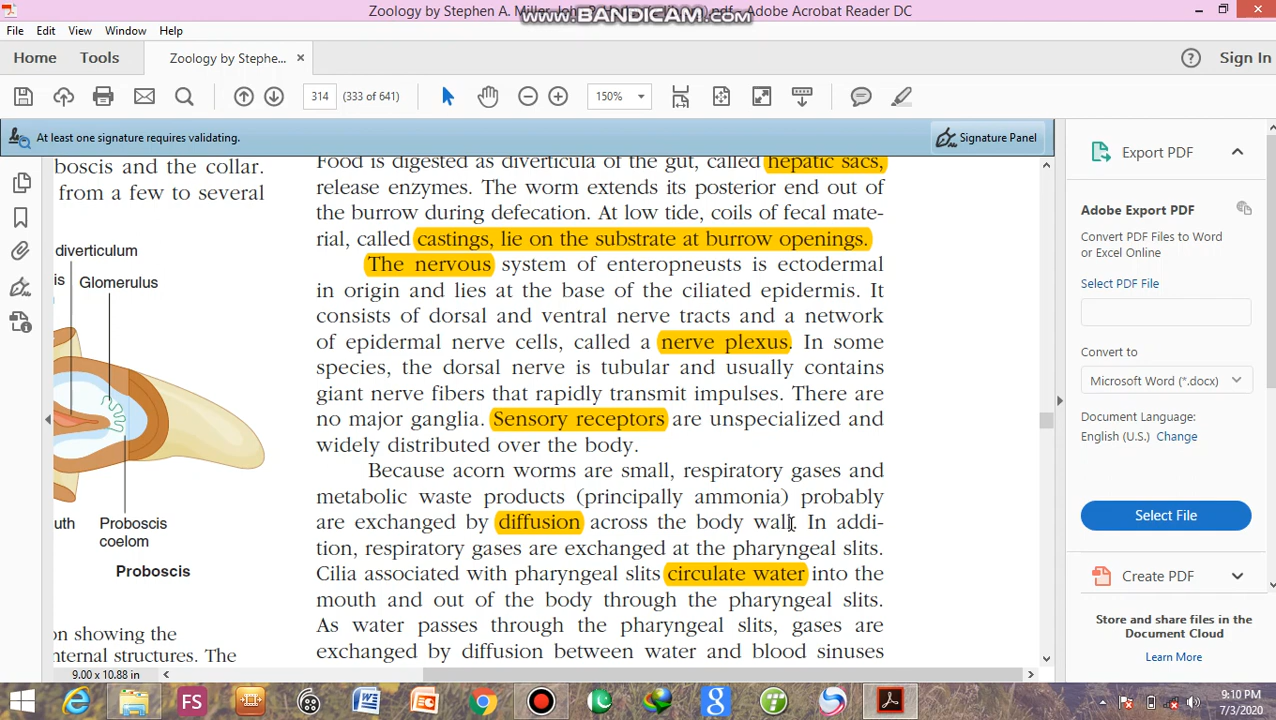 Zoology by Stephen A. Miller, John P. - Adobe Acrobat Reader DC
www.BANDICAM.com
File Edit View Window Help
Home Tools Zoology by Stephe... × Sign In
314 (333 of 641) 150%
At least one signature requires validating. Signature Panel
boscis and the collar.
from a few to several
diverticulum
is Glomerulus
uth Proboscis
coelom
Proboscis
on showing the
nternal structures. The
Food is digested as diverticula of the gut, called hepatic sacs,
release enzymes. The worm extends its posterior end out of
the burrow during defecation. At low tide, coils of fecal mate-
rial, called castings, lie on the substrate at burrow openings.
The nervous system of enteropneusts is ectodermal
in origin and lies at the base of the ciliated epidermis. It
consists of dorsal and ventral nerve tracts and a network
of epidermal nerve cells, called a nerve plexus. In some
species, the dorsal nerve is tubular and usually contains
giant nerve fibers that rapidly transmit impulses. There are
no major ganglia. Sensory receptors are unspecialized and
widely distributed over the body.
Because acorn worms are small, respiratory gases and
metabolic waste products (principally ammonia) probably
are exchanged by diffusion across the body wall. In addi-
tion, respiratory gases are exchanged at the pharyngeal slits.
Cilia associated with pharyngeal slits circulate water into the
mouth and out of the body through the pharyngeal slits.
As water passes through the pharyngeal slits, gases are
exchanged by diffusion between water and blood sinuses
9.00 x 10.88 in
Export PDF
Adobe Export PDF
Convert PDF Files to Word
or Excel Online
Select PDF File
Convert to
Microsoft Word (*.docx)
Document Language:
English (U.S.) Change
Select File
Create PDF
Store and share files in the
Document Cloud
Learn More
FS
9:10 PM
7/3/2020